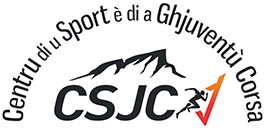 Centru di u Sport è di a Ghjuventù Corsa
CSJC